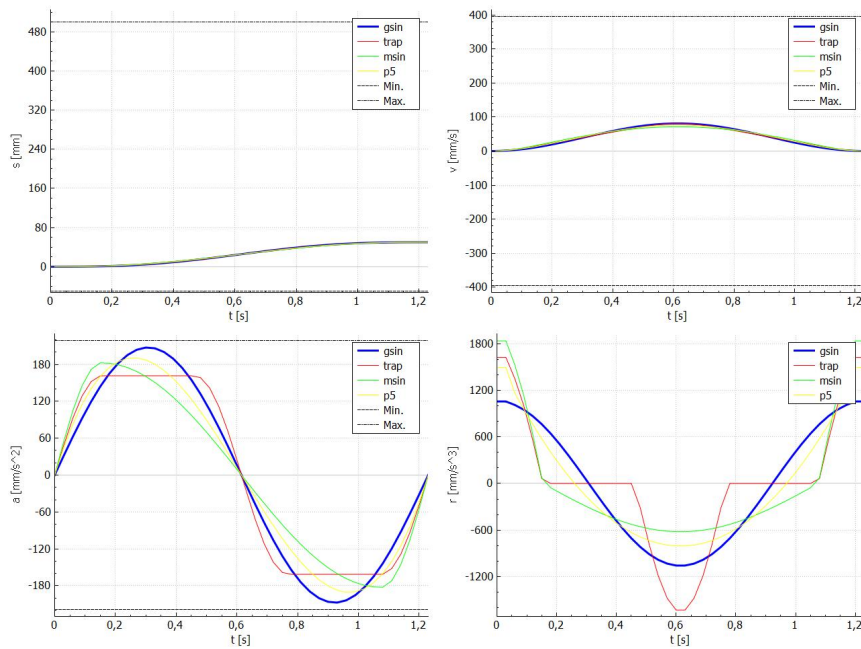 480
400
320
240
160
80
0
s [mm]
0 0,2 0,4 0,6 0,8 1 1,2
t [s]
gsin
trap
msin
p5
Min.
Max.
400
300
200
100
0
-100
-200
-300
-400
v [mm/s]
0 0,2 0,4 0,6 0,8 1 1,2
t [s]
gsin
trap
msin
p5
Min.
Max.
180
120
60
0
-60
-120
-180
a [mm/s^2]
0 0,2 0,4 0,6 0,8 1 1,2
t [s]
gsin
trap
msin
p5
Min.
Max.
1800
1200
600
0
-600
-1200
r [mm/s^3]
0 0,2 0,4 0,6 0,8 1 1,2
t [s]
gsin
trap
msin
p5
Min.
Max.